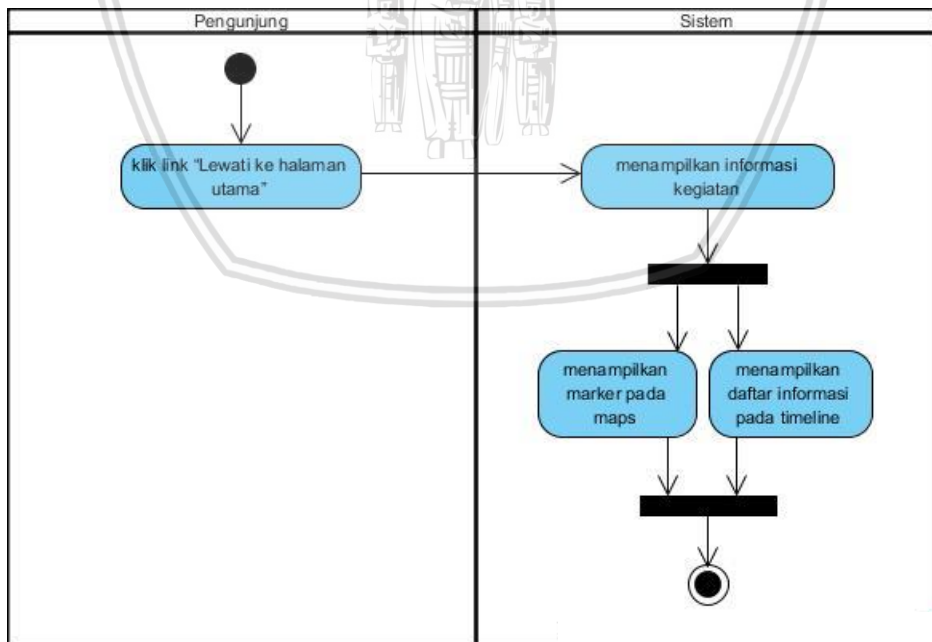 Pengunjung
Sistem
klik link "Lewati ke halaman
utama"
menampilkan informasi
kegiatan
menampilkan
marker pada
maps
menampilkan
daftar informasi
pada timeline